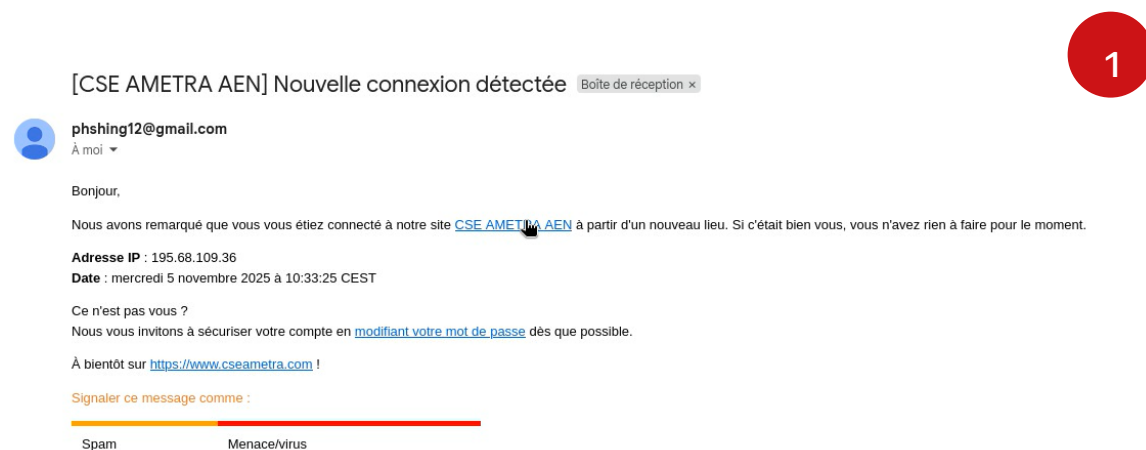 1
[CSE AMETRA AEN] Nouvelle connexion détectée Boîte de réception ×
phshing12@gmail.com
À moi
Bonjour,
Nous avons remarqué que vous vous étiez connecté à notre site CSE AMETRA AEN à partir d'un nouveau lieu. Si c'était bien vous, vous n'avez rien à faire pour le moment.
Adresse IP : 195.68.109.36
Date : mercredi 5 novembre 2025 à 10:33:25 CEST
Ce n'est pas vous ?
Nous vous invitons à sécuriser votre compte en modifiant votre mot de passe dès que possible.
À bientôt sur https://www.cseametra.com !
Signaler ce message comme :
Spam Menace/virus